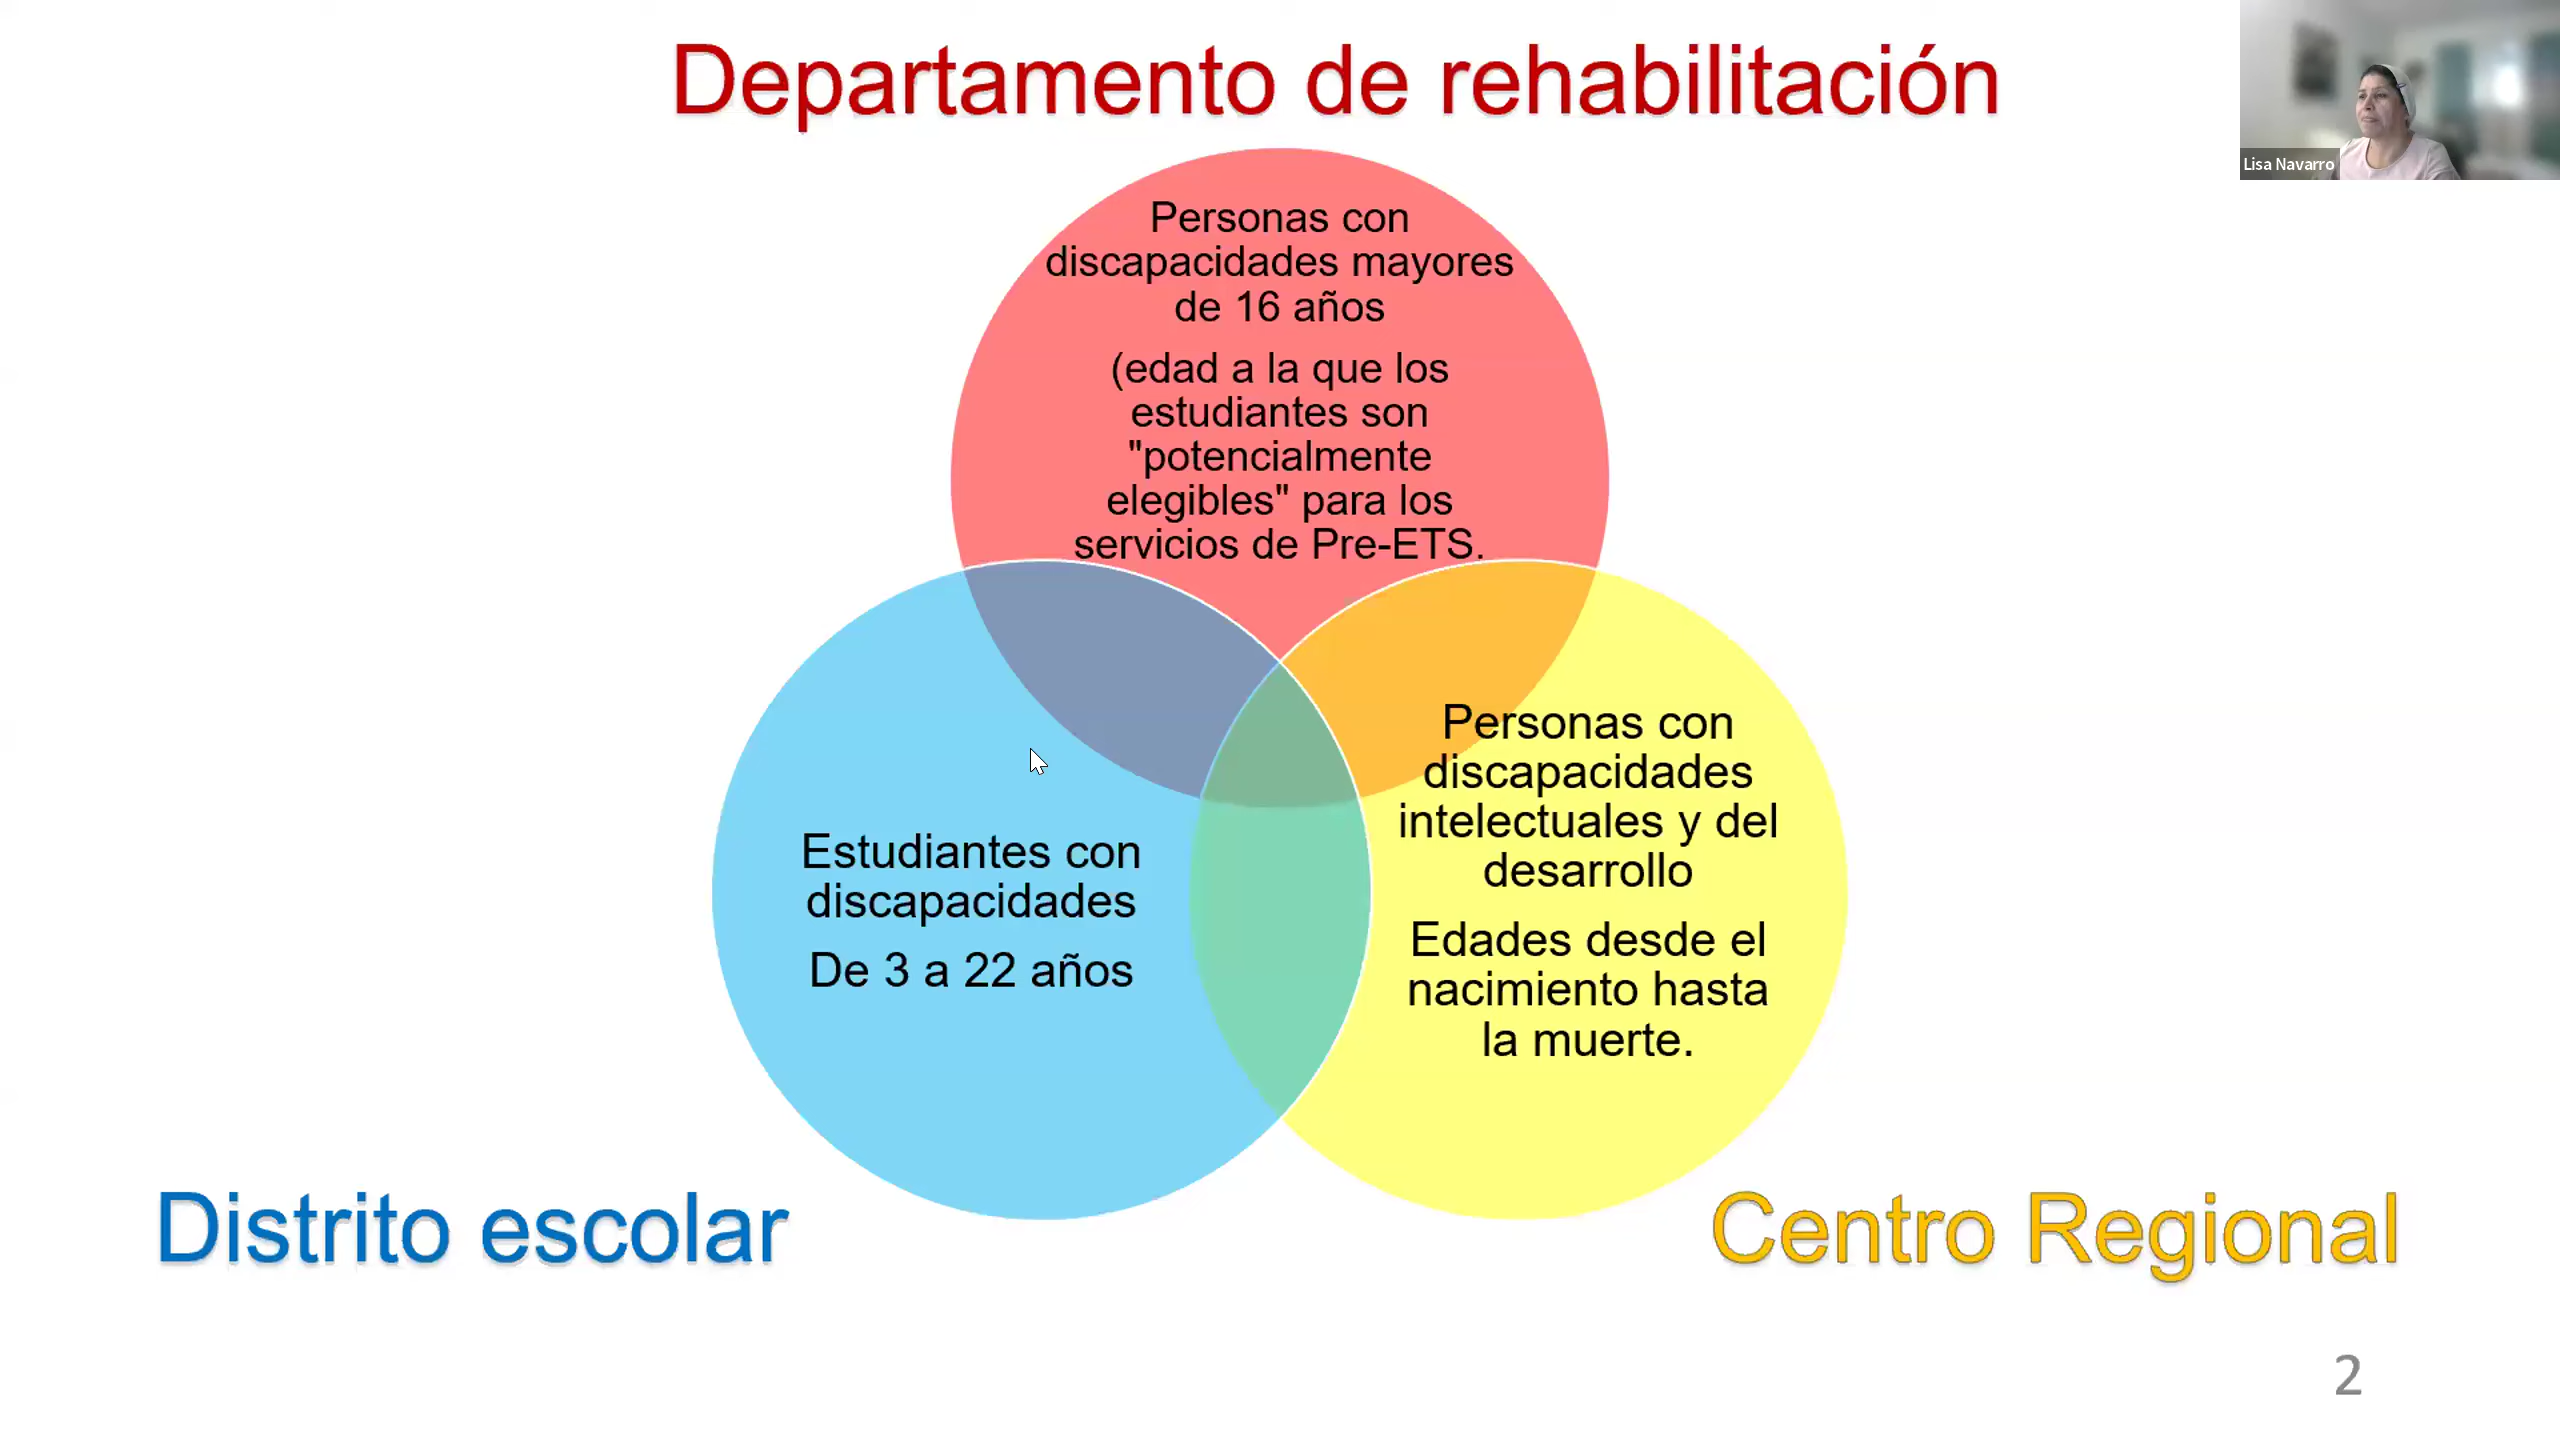 Departamento de rehabilitación
Lisa Navarro
Personas con
discapacidades mayores
de 16 años
(edad a la que los
estudiantes son
"potencialmente
elegibles" para los
servicios de Pre-ETS.
Estudiantes con
discapacidades
De 3 a 22 años
Personas con
discapacidades
intelectuales y del
desarrollo
Edades desde el
nacimiento hasta
la muerte.
Distrito escolar
Centro Regional
2